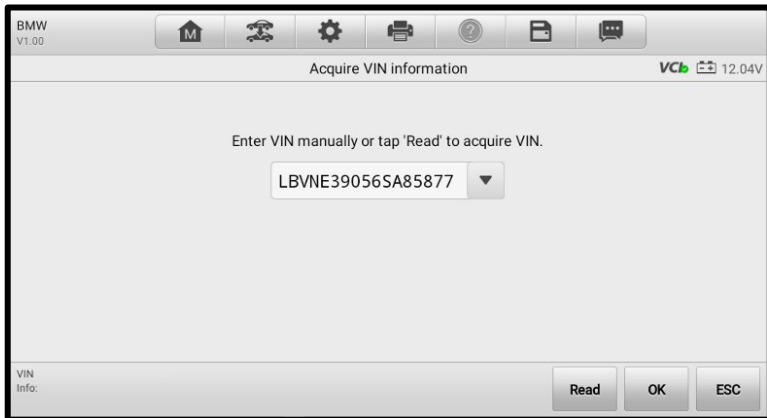 BMW
V1.00
M
Acquire VIN information
VCI 12.04V
Enter VIN manually or tap 'Read' to acquire VIN.
LBVNE39056SA85877
VIN
Info:
Read OK ESC